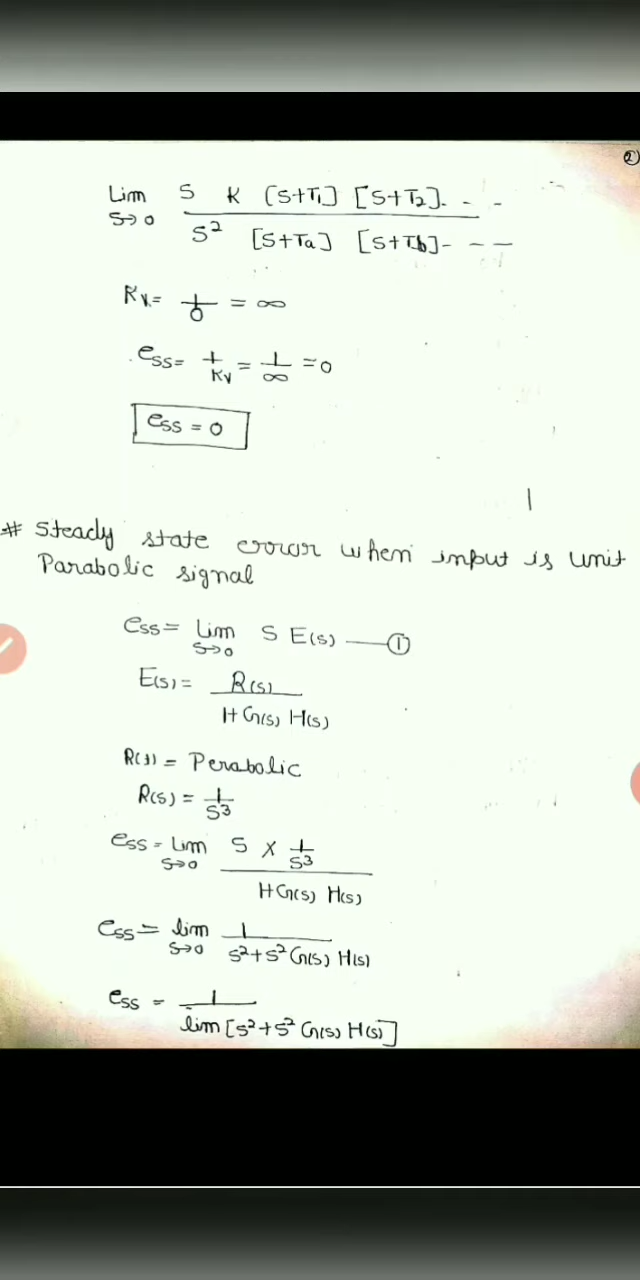 2)
Lim S→0 S K [S+T1] [S+T2]- - - / S² [S+Ta] [S+Tb]- - -
Kv = 1/0 = ∞
ess = 1/Kv = 1/∞ = 0
ess = 0
# Steady state error when input is unit
Parabolic signal
ess = Lim S→0 S E(s) —①
E(s) = R(s) / 1+G(s) H(s)
R(s) = Perabolic
R(s) = 1/S³
ess = Lim S→0 S × 1/S³ / 1+G(s) H(s)
ess = lim S→0 1 / s²+s² G(s) H(s)
ess = 1 / lim [s²+s² G(s) H(s)]